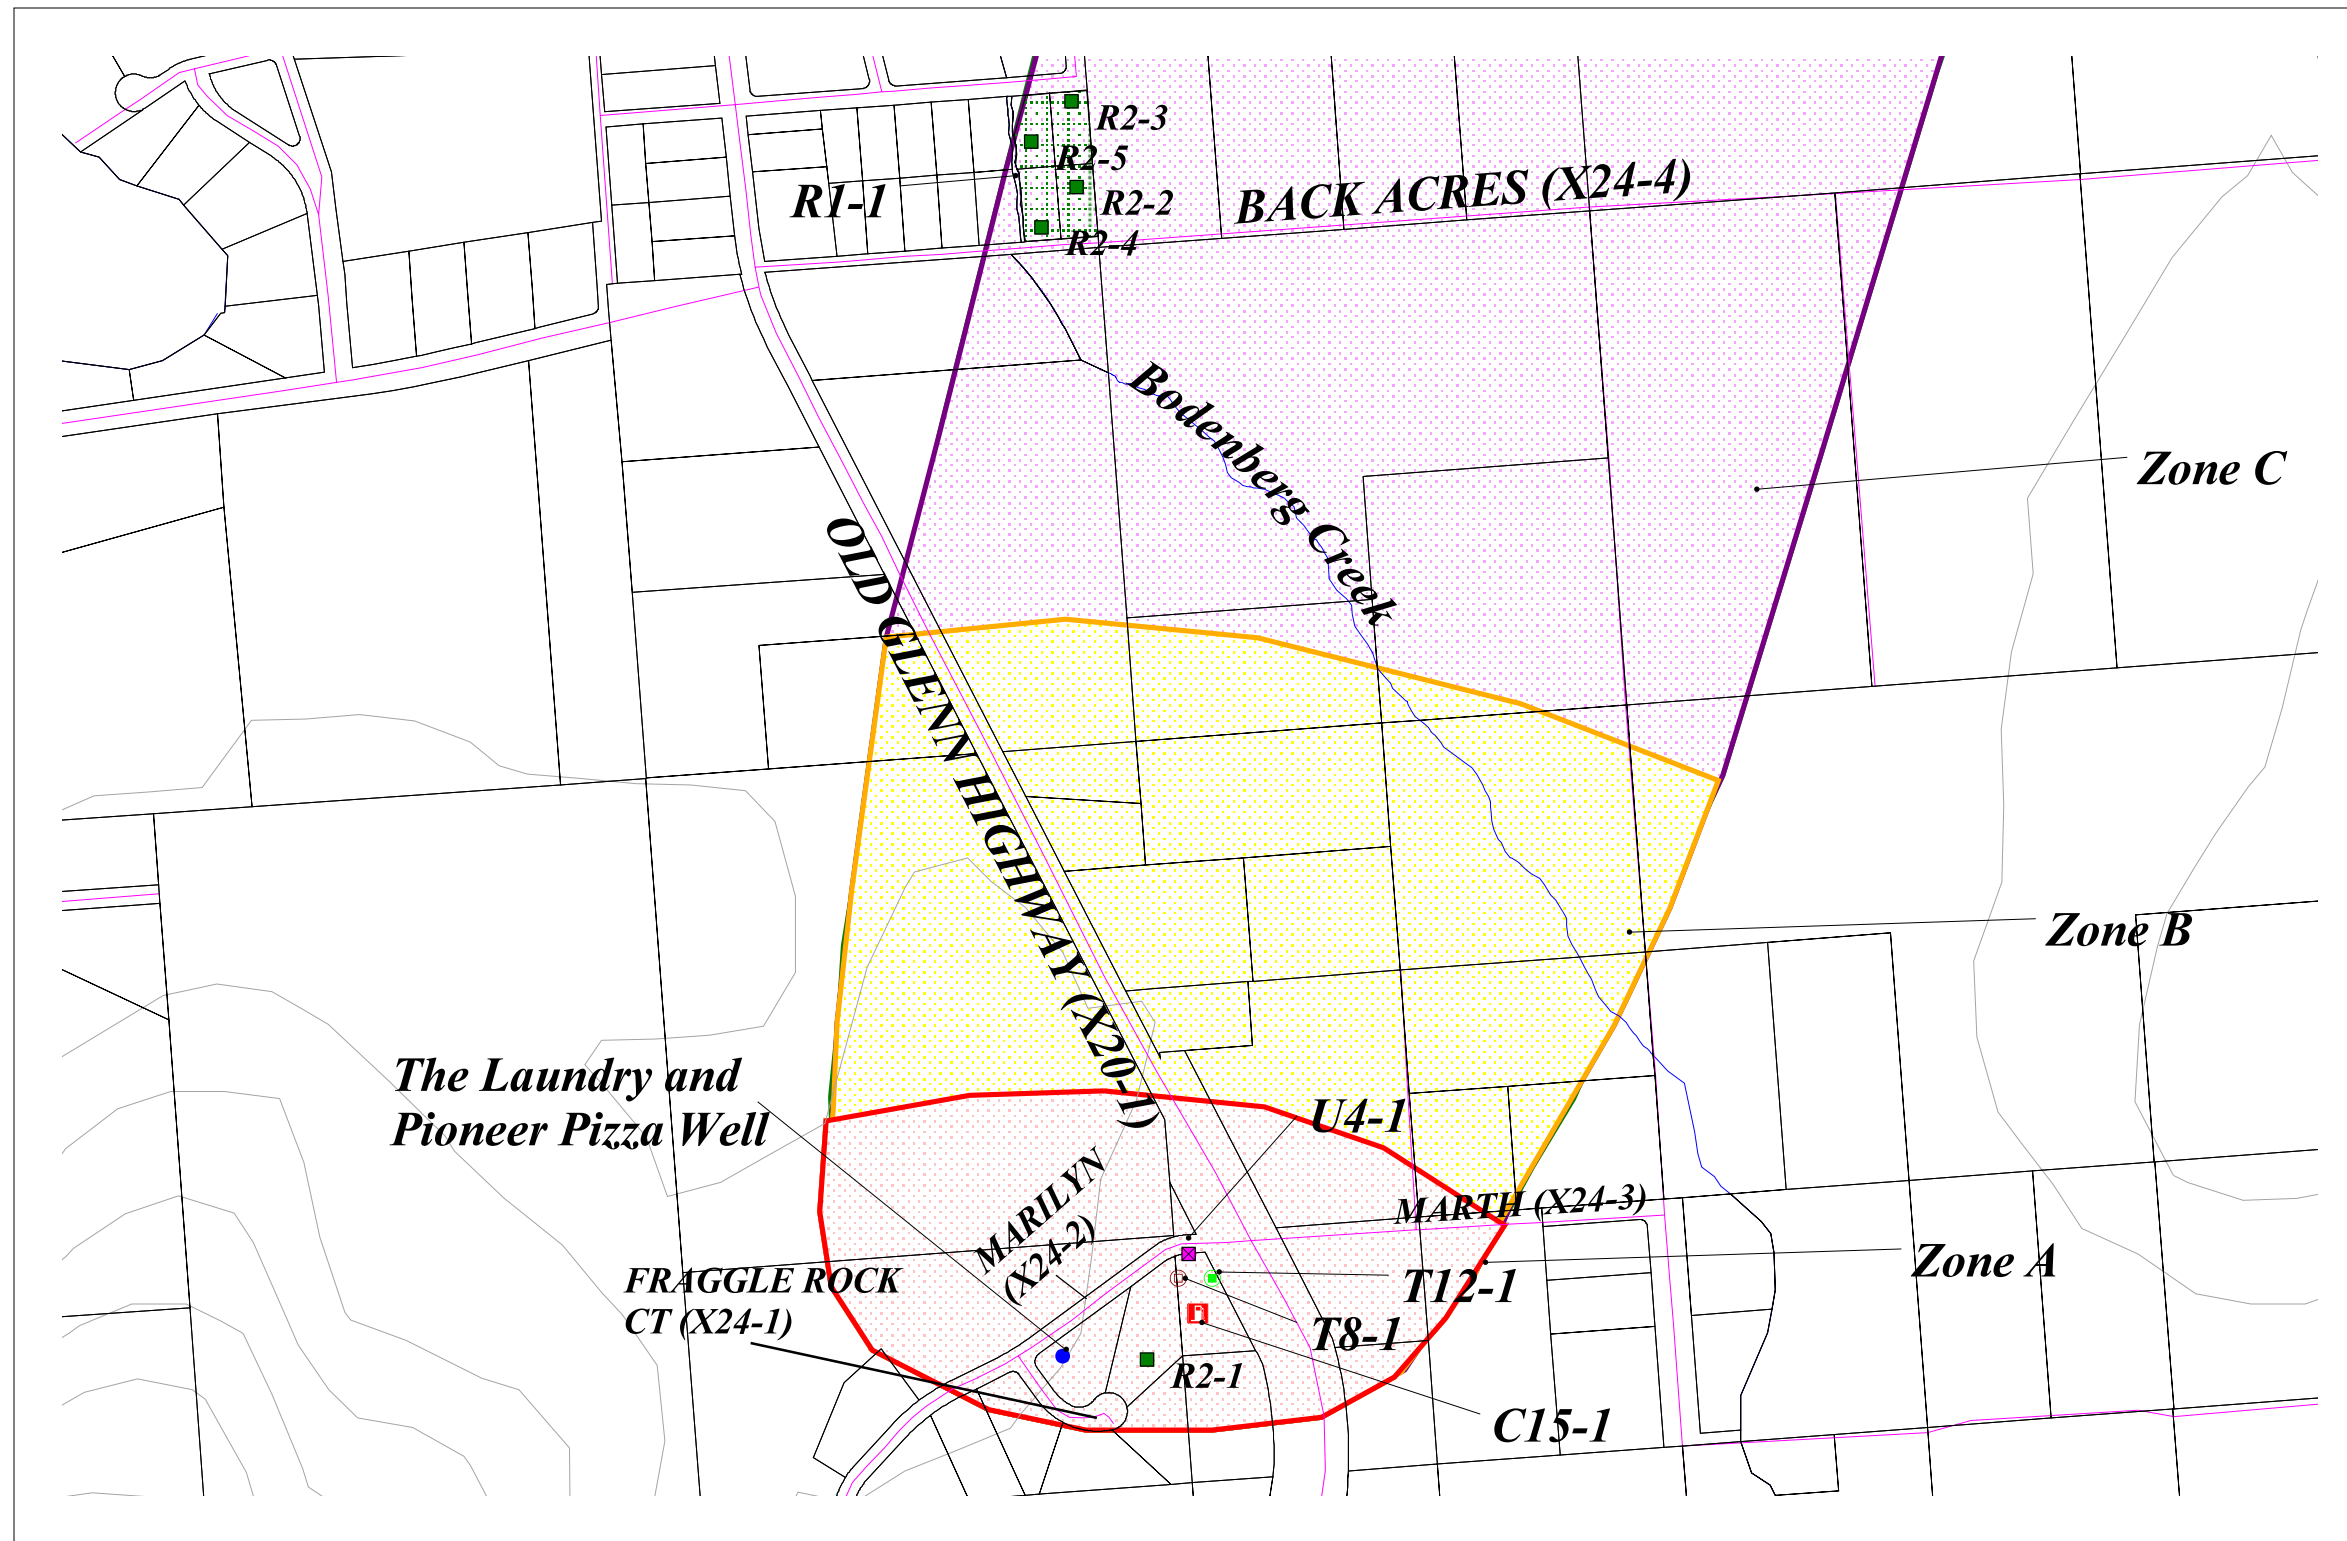 R2-3
R2-5
R1-1
R2-2
R2-4
BACK ACRES (X24-4)
Bodenberg Creek
Zone C
OLD GLENN HIGHWAY (X20-1)
Zone B
The Laundry and
Pioneer Pizza Well
U4-1
MARILYN
(X24-2)
MARTH (X24-3)
Zone A
FRAGGLE ROCK
CT (X24-1)
T12-1
T8-1
R2-1
C15-1